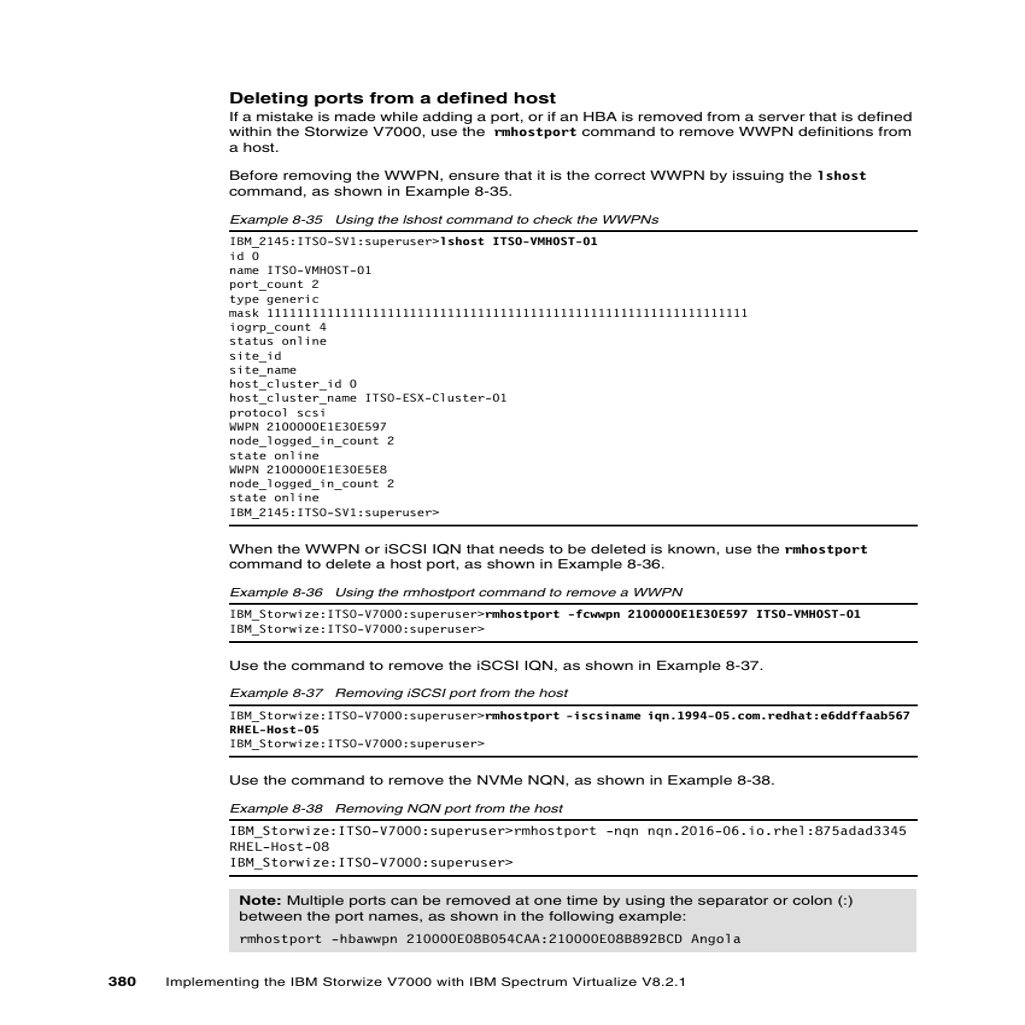 Deleting ports from a defined host
If a mistake is made while adding a port, or if an HBA is removed from a server that is defined
within the Storwize V7000, use the rmhostport command to remove WWPN definitions from
a host.
Before removing the WWPN, ensure that it is the correct WWPN by issuing the lshost
command, as shown in Example 8-35.
Example 8-35 Using the lshost command to check the WWPNs
IBM_2145:ITSO-SV1:superuser>lshost ITSO-VMHOST-01
id 0
name ITSO-VMHOST-01
port_count 2
type generic
mask 1111111111111111111111111111111111111111111111111111111111111111
iogrp_count 4
status online
site_id
site_name
host_cluster_id 0
host_cluster_name ITSO-ESX-Cluster-01
protocol scsi
WWPN 2100000E1E30E597
node_logged_in_count 2
state online
WWPN 2100000E1E30E5E8
node_logged_in_count 2
state online
IBM_2145:ITSO-SV1:superuser>
When the WWPN or iSCSI IQN that needs to be deleted is known, use the rmhostport
command to delete a host port, as shown in Example 8-36.
Example 8-36 Using the rmhostport command to remove a WWPN
IBM_Storwize:ITSO-V7000:superuser>rmhostport -fcwwpn 2100000E1E30E597 ITSO-VMHOST-01
IBM_Storwize:ITSO-V7000:superuser>
Use the command to remove the iSCSI IQN, as shown in Example 8-37.
Example 8-37 Removing iSCSI port from the host
IBM_Storwize:ITSO-V7000:superuser>rmhostport -iscsiname iqn.1994-05.com.redhat:e6ddffaab567
RHEL-Host-05
IBM_Storwize:ITSO-V7000:superuser>
Use the command to remove the NVMe NQN, as shown in Example 8-38.
Example 8-38 Removing NQN port from the host
IBM_Storwize:ITSO-V7000:superuser>rmhostport -nqn nqn.2016-06.io.rhel:875adad3345
RHEL-Host-08
IBM_Storwize:ITSO-V7000:superuser>
Note: Multiple ports can be removed at one time by using the separator or colon (:)
between the port names, as shown in the following example:
rmhostport -hbawwpn 210000E08B054CAA:210000E08B892BCD Angola
380 Implementing the IBM Storwize V7000 with IBM Spectrum Virtualize V8.2.1